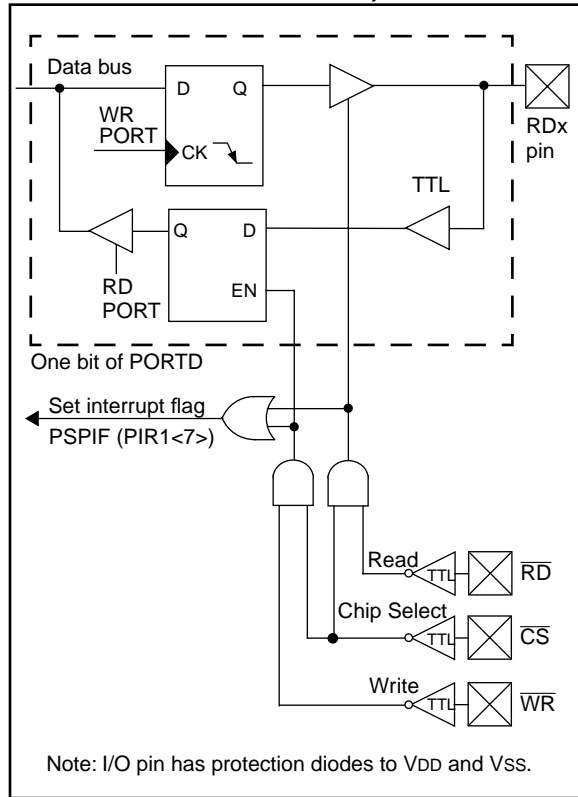 Data bus
D Q
WR
PORT
CK
RDx
pin
TTL
Q D
RD
PORT
EN
One bit of PORTD
Set interrupt flag
PSPIF (PIR1<7>)
Read
TTL
RD
Chip Select
TTL
CS
Write
TTL
WR
Note: I/O pin has protection diodes to VDD and VSS.